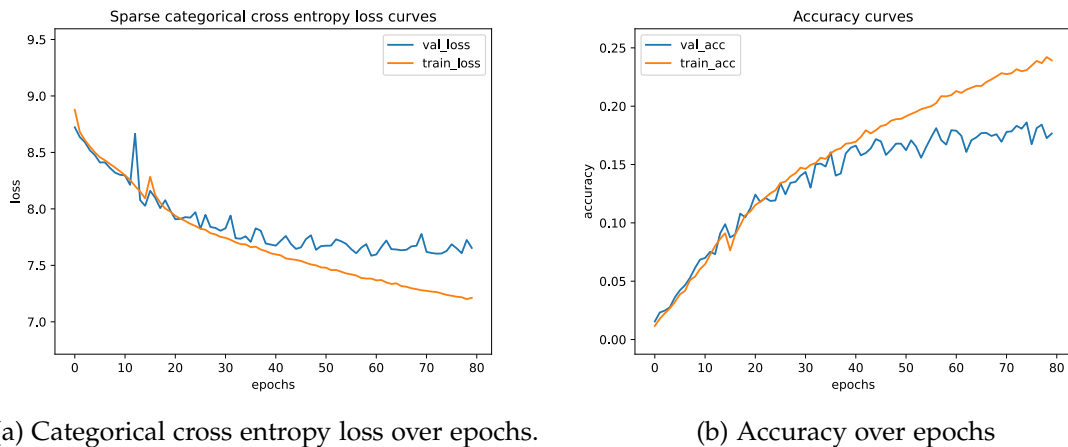 Sparse categorical cross entropy loss curves
9.5
9.0
8.5
8.0
7.5
7.0
loss
val_loss
train_loss
0 10 20 30 40 50 60 70 80
epochs
(a) Categorical cross entropy loss over epochs.
Accuracy curves
0.25
0.20
0.15
0.10
0.05
0.00
accuracy
val_acc
train_acc
0 10 20 30 40 50 60 70 80
epochs
(b) Accuracy over epochs